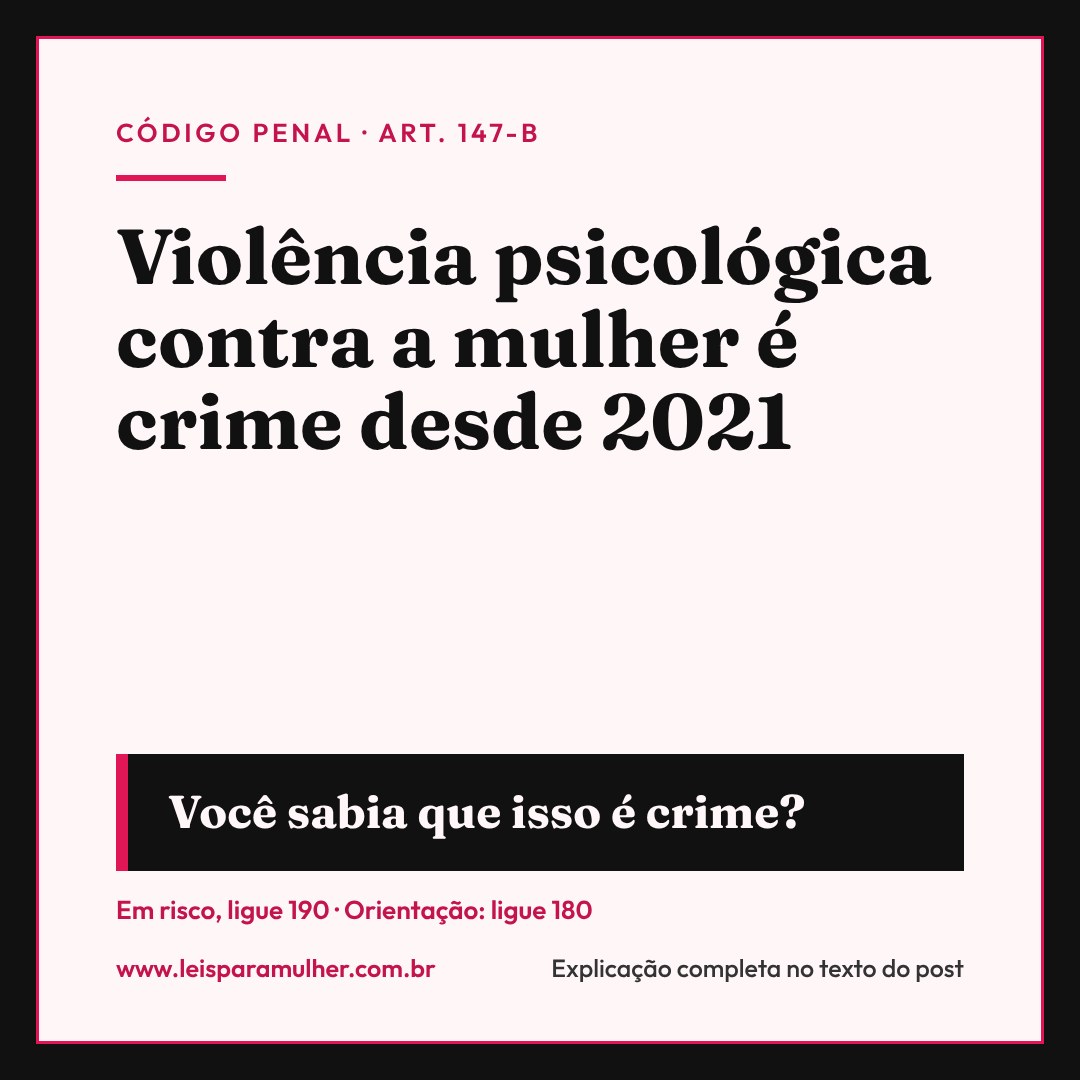 CÓDIGO PENAL · ART. 147-B
Violência psicológica
contra a mulher é
crime desde 2021
Você sabia que isso é crime?
Em risco, ligue 190 · Orientação: ligue 180
www.leisparamulher.com.br
Explicação completa no texto do post